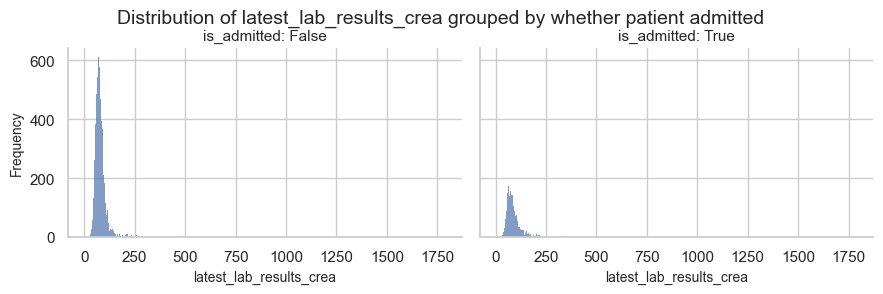 Distribution of latest_lab_results_crea grouped by whether patient admitted
is_admitted: False
is_admitted: True
Frequency
600
400
200
0
0 250 500 750 1000 1250 1500 1750
0 250 500 750 1000 1250 1500 1750
latest_lab_results_crea
latest_lab_results_crea